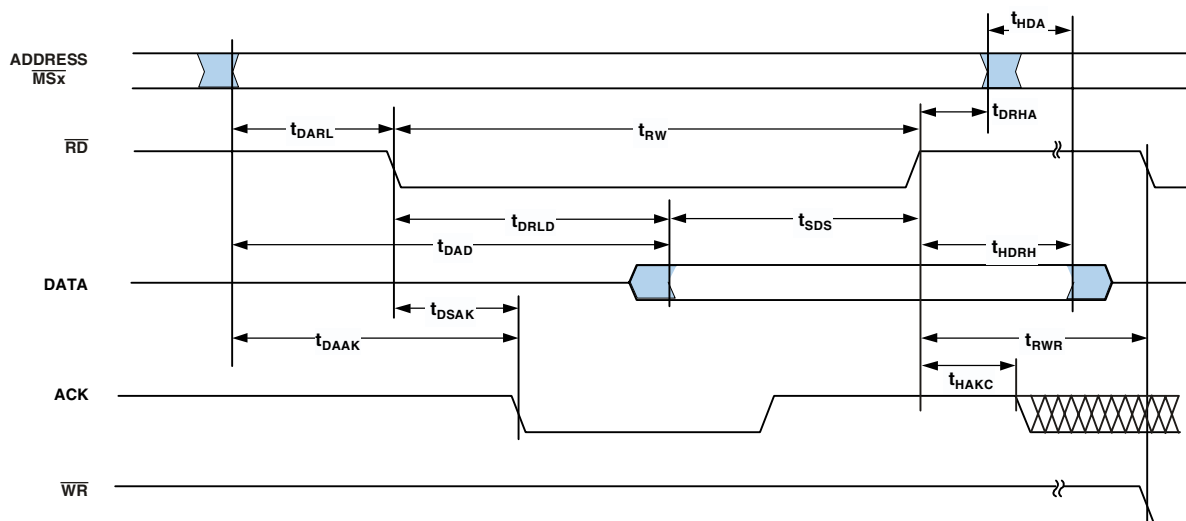 tHDA
ADDRESS
MSx
tDRHA
tDARL
tRW
RD
tDRLD
tSDS
tDAD
tHDRH
DATA
tDSAK
tDAAK
tRWR
tHAKC
ACK
WR